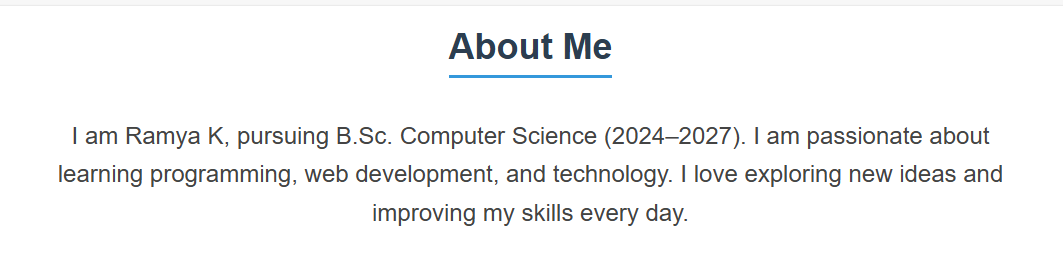 About Me
I am Ramya K, pursuing B.Sc. Computer Science (2024–2027). I am passionate about
learning programming, web development, and technology. I love exploring new ideas and
improving my skills every day.